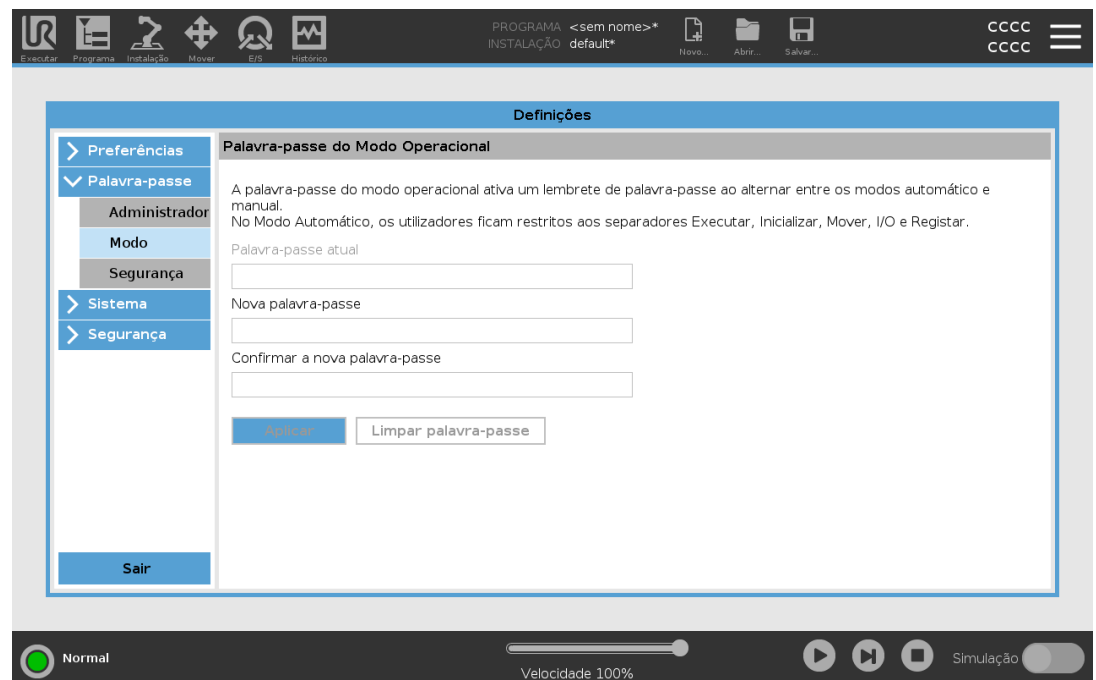 PROGRAMA <sem nome>*
INSTALAÇÃO default*
CCCC
CCCC
Executar Programa Instalação Mover E/S Histórico Novo... Abrir... Salvar...
Definições
Preferências
Palavra-passe
Administrador
Modo
Segurança
Sistema
Segurança
Sair
Palavra-passe do Modo Operacional
A palavra-passe do modo operacional ativa um lembrete de palavra-passe ao alternar entre os modos automático e
manual.
No Modo Automático, os utilizadores ficam restritos aos separadores Executar, Inicializar, Mover, I/O e Registar.
Palavra-passe atual
Nova palavra-passe
Confirmar a nova palavra-passe
Aplicar Limpar palavra-passe
Normal
Velocidade 100%
Simulação